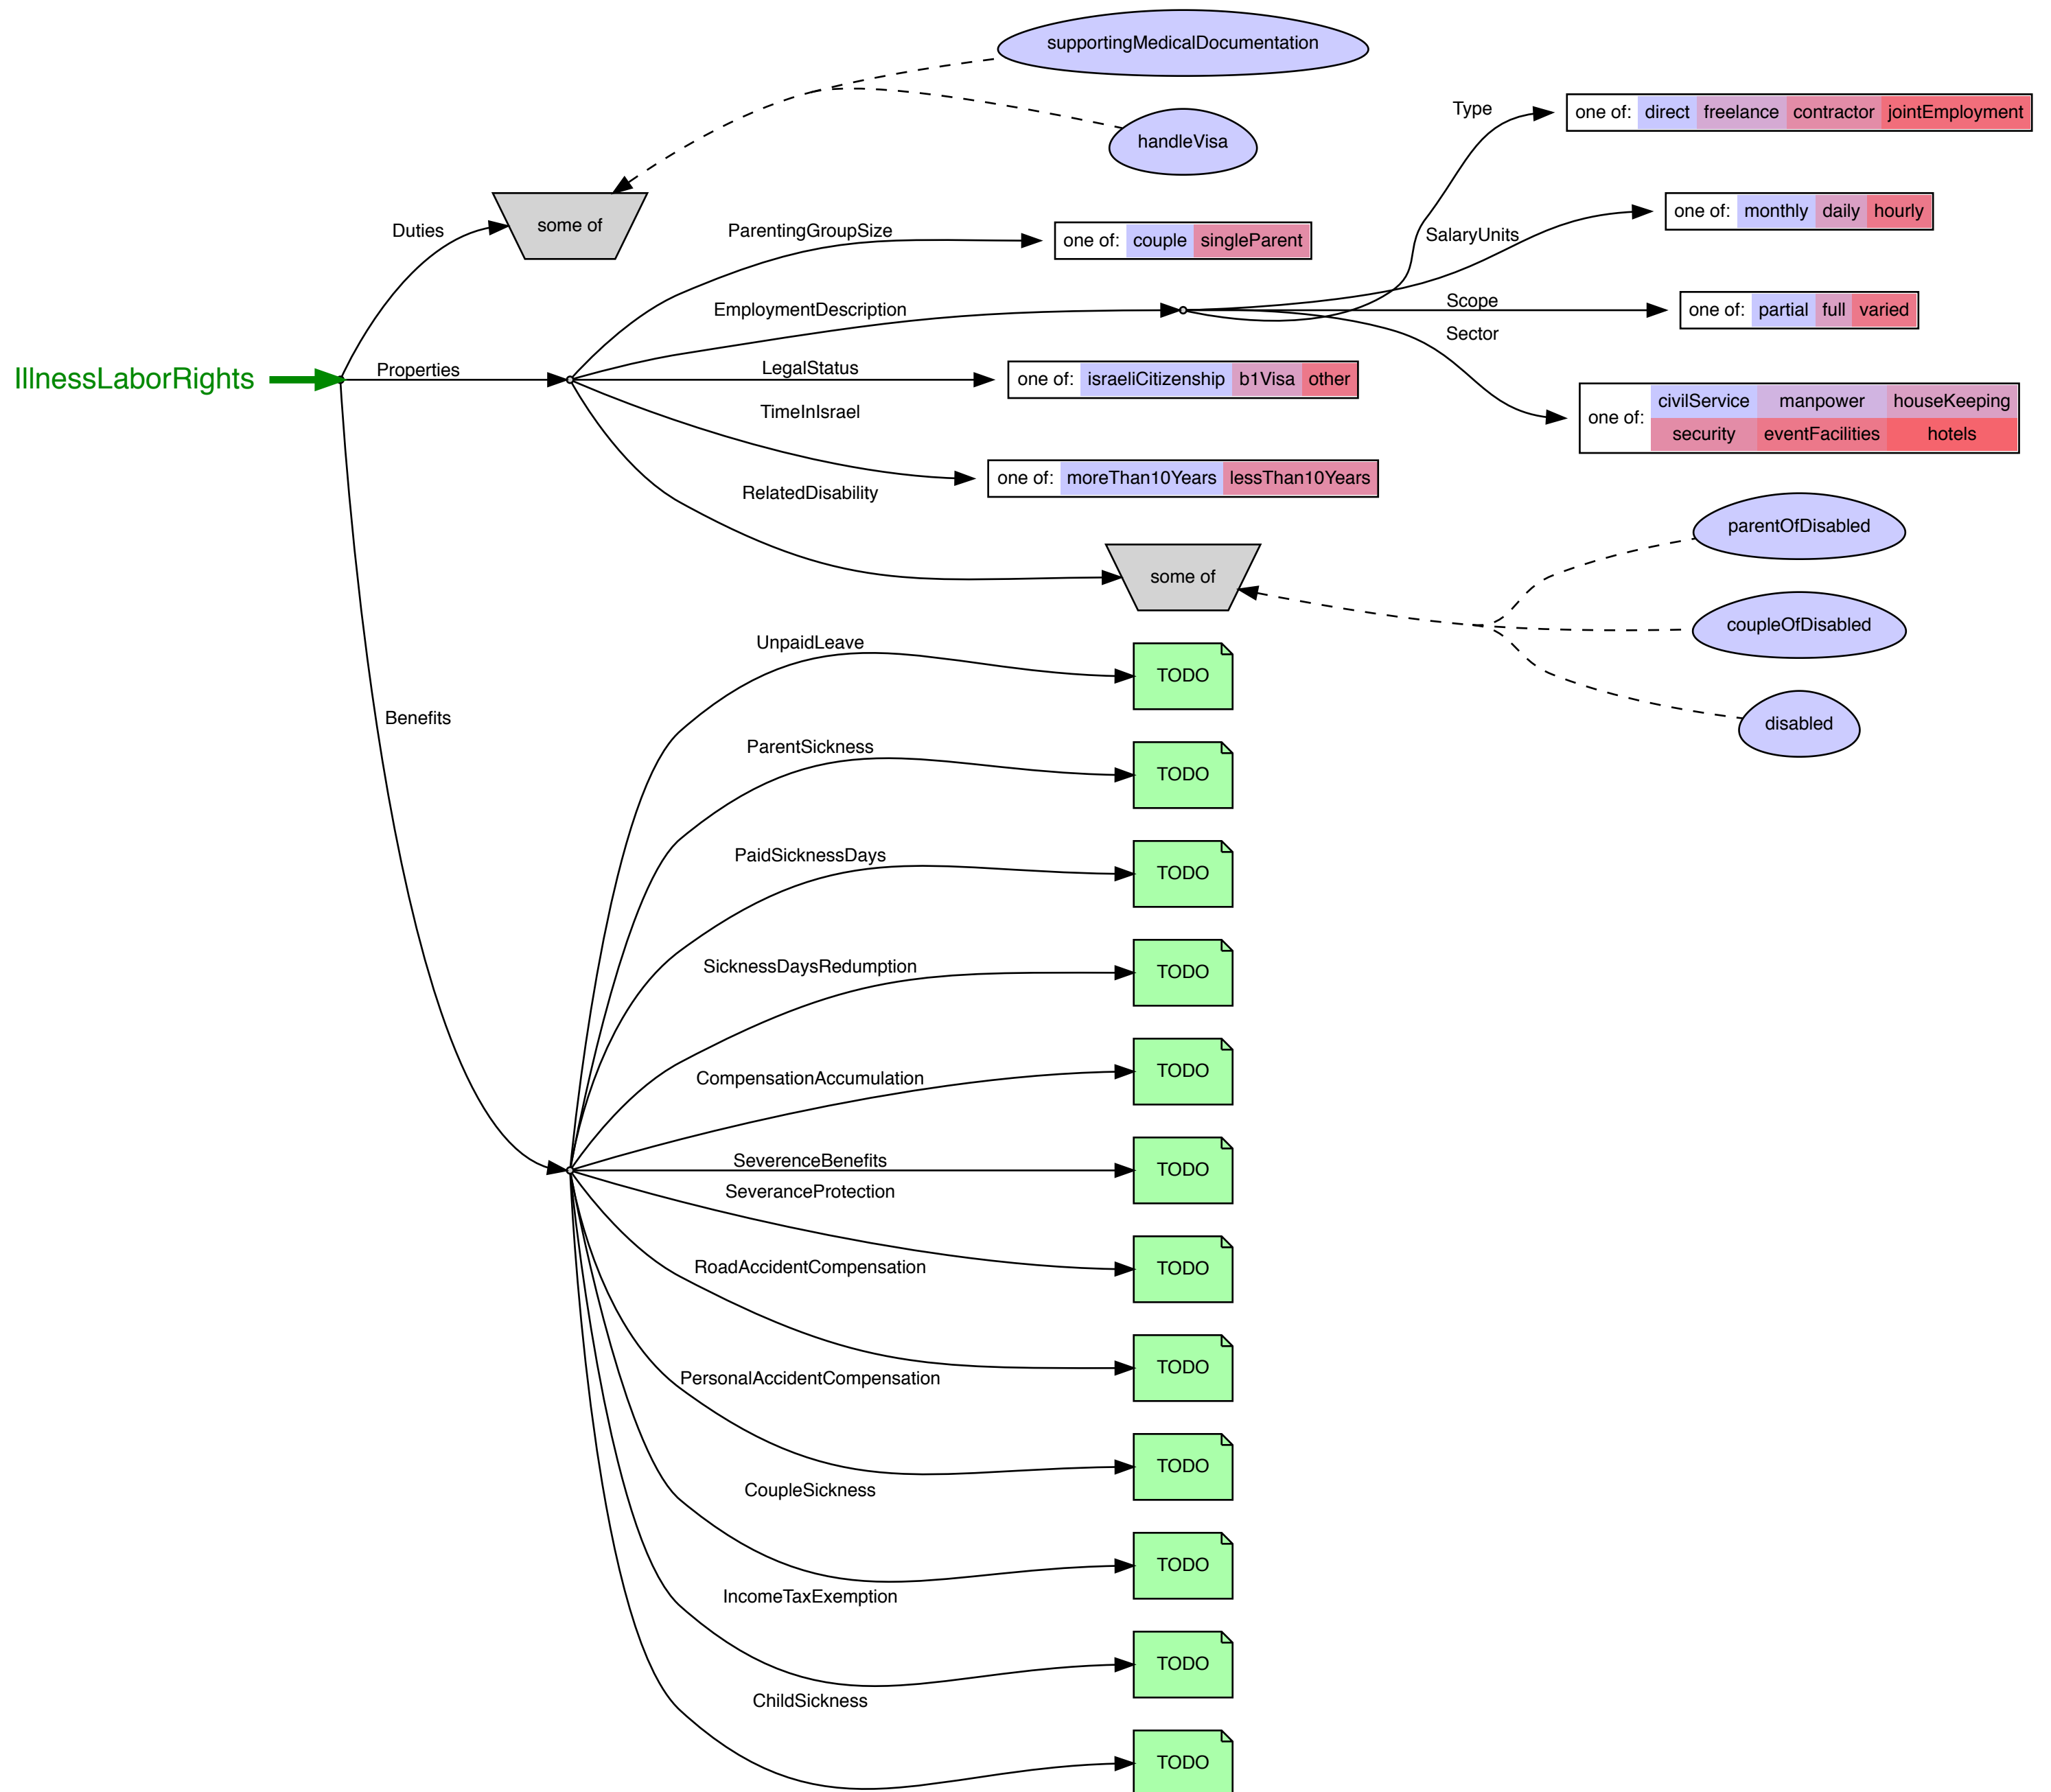 supportingMedicalDocumentation
handleVisa
Type
one of: direct freelance contractor jointEmployment
Duties
some of
ParentingGroupSize
one of: couple singleParent
SalaryUnits
one of: monthly daily hourly
EmploymentDescription
Scope
one of: partial full varied
Sector
IllnessLaborRights
Properties
LegalStatus
one of: israeliCitizenship b1Visa other
one of:
civilService manpower houseKeeping
security eventFacilities hotels
TimeInIsrael
one of: moreThan10Years lessThan10Years
RelatedDisability
some of
parentOfDisabled
coupleOfDisabled
disabled
Benefits
UnpaidLeave
TODO
ParentSickness
TODO
PaidSicknessDays
TODO
SicknessDaysRedumption
TODO
CompensationAccumulation
TODO
SeverenceBenefits
TODO
SeveranceProtection
TODO
RoadAccidentCompensation
TODO
PersonalAccidentCompensation
TODO
CoupleSickness
TODO
IncomeTaxExemption
TODO
ChildSickness
TODO